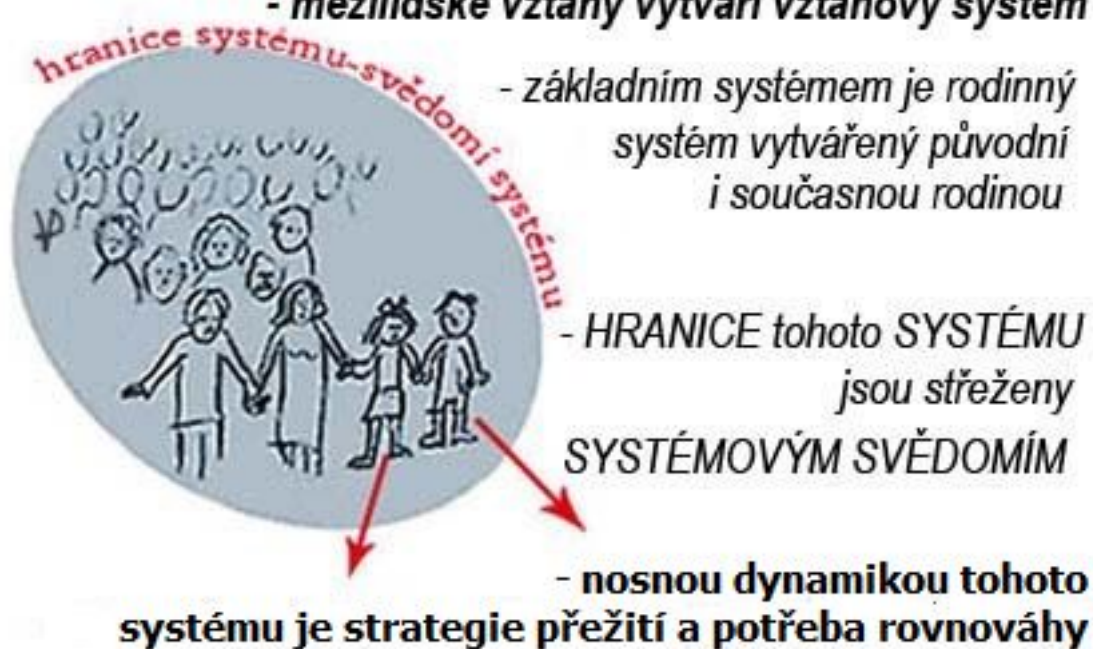 - mezilidské vztahy vytváří vztahový systém
hranice systému-svědomí systému
- základním systémem je rodinný
systém vytvářený původní
i současnou rodinou
- HRANICE tohoto SYSTÉMU
jsou střeženy
SYSTÉMOVÝM SVĚDOMÍM
- nosnou dynamikou tohoto
systému je strategie přežití a potřeba rovnováhy